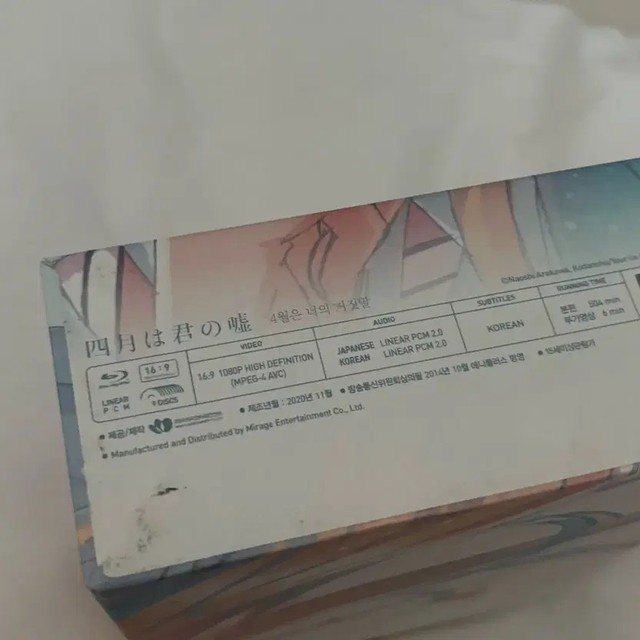 ©Naoshi Arakawa, Kodansha/
四月は君の嘘 4월은 너의 거짓말
VIDEO
16:9 1080P HIGH DEFINITION
(MPEG-4 AVC)
AUDIO
JAPANESE LINEAR PCM 2.0
KOREAN LINEAR PCM 2.0
SUBTITLES
KOREAN
RUNNING TIME
본편 504 min
부가영상 6 min
16:9
LINEAR
PCM
9 DISCS
• 제공/제작
• 제조년월 : 2020년 11월 • 방송통신위원회심의필 2014년 10월 애니플러스 방영 • 15세이상관람가
• Manufactured and Distributed by Mirage Entertainment Co., Ltd.